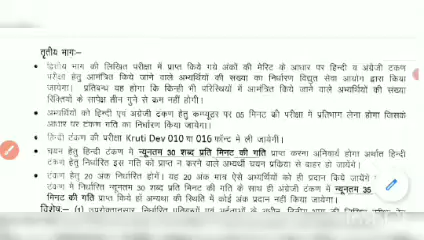 तृतीय भागः–
द्वितीय भाग की लिखित परीक्षा में प्राप्त किये गये अंकों की मेरिट के आधार पर हिन्दी व अंग्रेजी टंकण
परीक्षा हेतु आमंत्रित किये जाने वाले अभ्यर्थियों की संख्या का निर्धारण विद्युत सेवा आयोग द्वारा किया
जायेगा। प्रतिबन्ध यह होगा कि किन्ही भी परिस्थियों में आमंत्रित किये जाने वाले अभ्यर्थियों की संख्या
रिक्तियों के सापेक्ष तीन गुने से कम नहीं होगी।
अभ्यर्थियों को हिन्दी एवं अंग्रेजी टंकण हेतु कम्प्यूटर पर 05 मिनट की परीक्षा में प्रतिभाग लेना होगा जिसके
आधार पर टंकण गति का निर्धारण किया जायेगा।
हिन्दी टंकण की परीक्षा Kruti Dev 010 या 016 फॉन्ट में ली जायेगी।
चयन हेतु हिन्दी टंकण में न्यूनतम 30 शब्द प्रति मिनट की गति प्राप्त करना अनिवार्य होगा अर्थात हिन्दी
टंकण हेतु निर्धारित इस गति को प्राप्त न करने वाले अभ्यर्थी चयन प्रक्रिया से बाहर हो जायेंगे।
टंकण हेतु 20 अंक निर्धारित होंगे। यह 20 अंक मात्र ऐसे अभ्यर्थियों को ही प्रदान किये जायेंगे
टंकण में निर्धारित न्यूनतम 30 शब्द प्रति मिनट की गति के साथ ही अंग्रेजी टंकण में न्यूनतम 35
मिनट की गति प्राप्त किये हों अन्यथा की स्थिति में कोई अंक प्रदान नहीं किया जायेगा।
विशेषः– (1) उपरोक्तानुसार निर्धारित